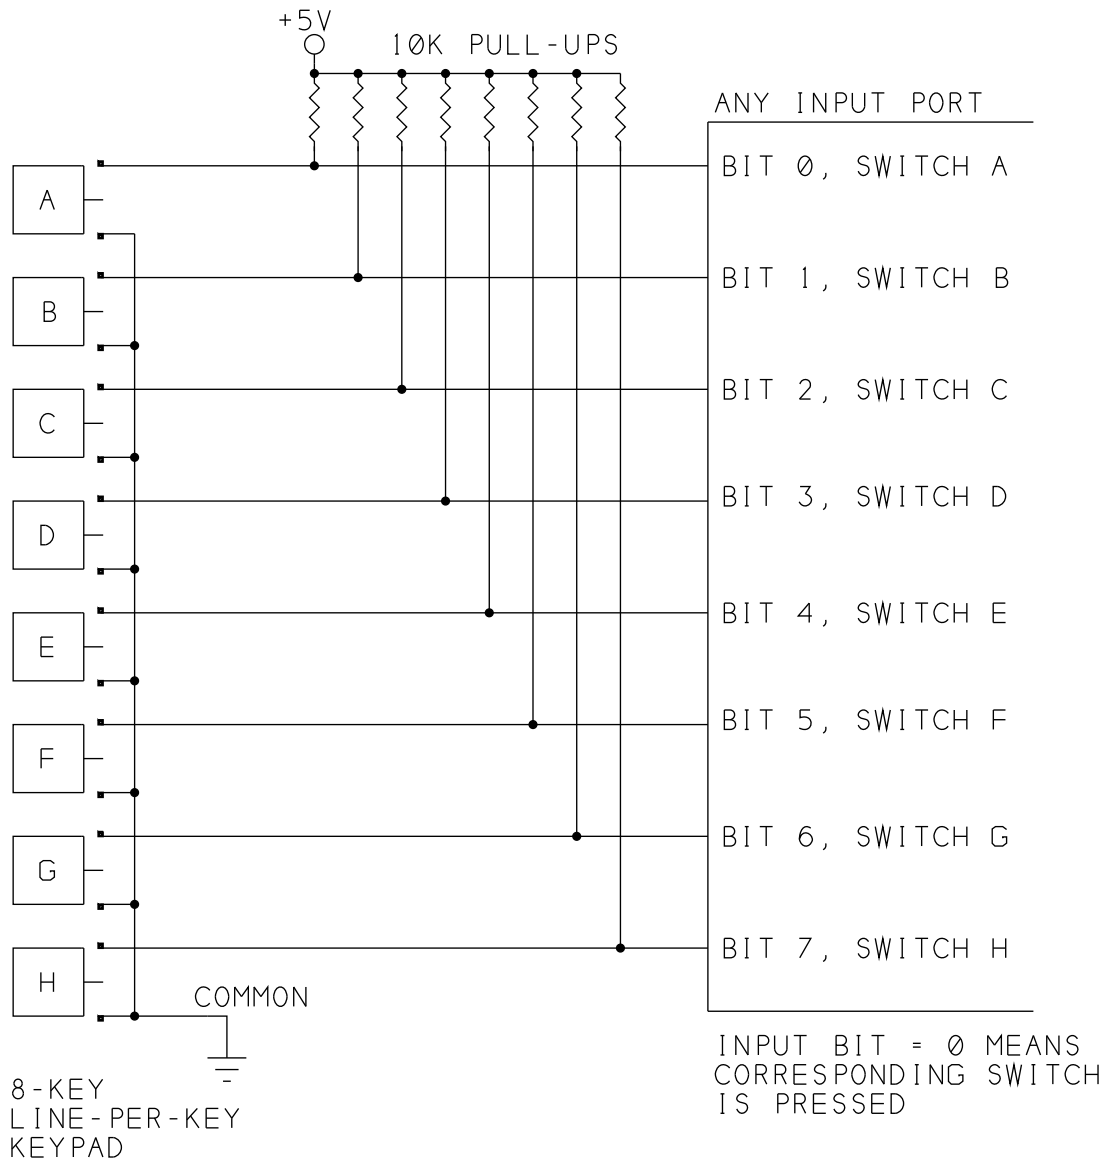 +5V
10K PULL-UPS
ANY INPUT PORT
A
BIT 0, SWITCH A
B
BIT 1, SWITCH B
C
BIT 2, SWITCH C
D
BIT 3, SWITCH D
E
BIT 4, SWITCH E
F
BIT 5, SWITCH F
G
BIT 6, SWITCH G
H
BIT 7, SWITCH H
COMMON
8-KEY
LINE-PER-KEY
KEYPAD
INPUT BIT = 0 MEANS
CORRESPONDING SWITCH
IS PRESSED